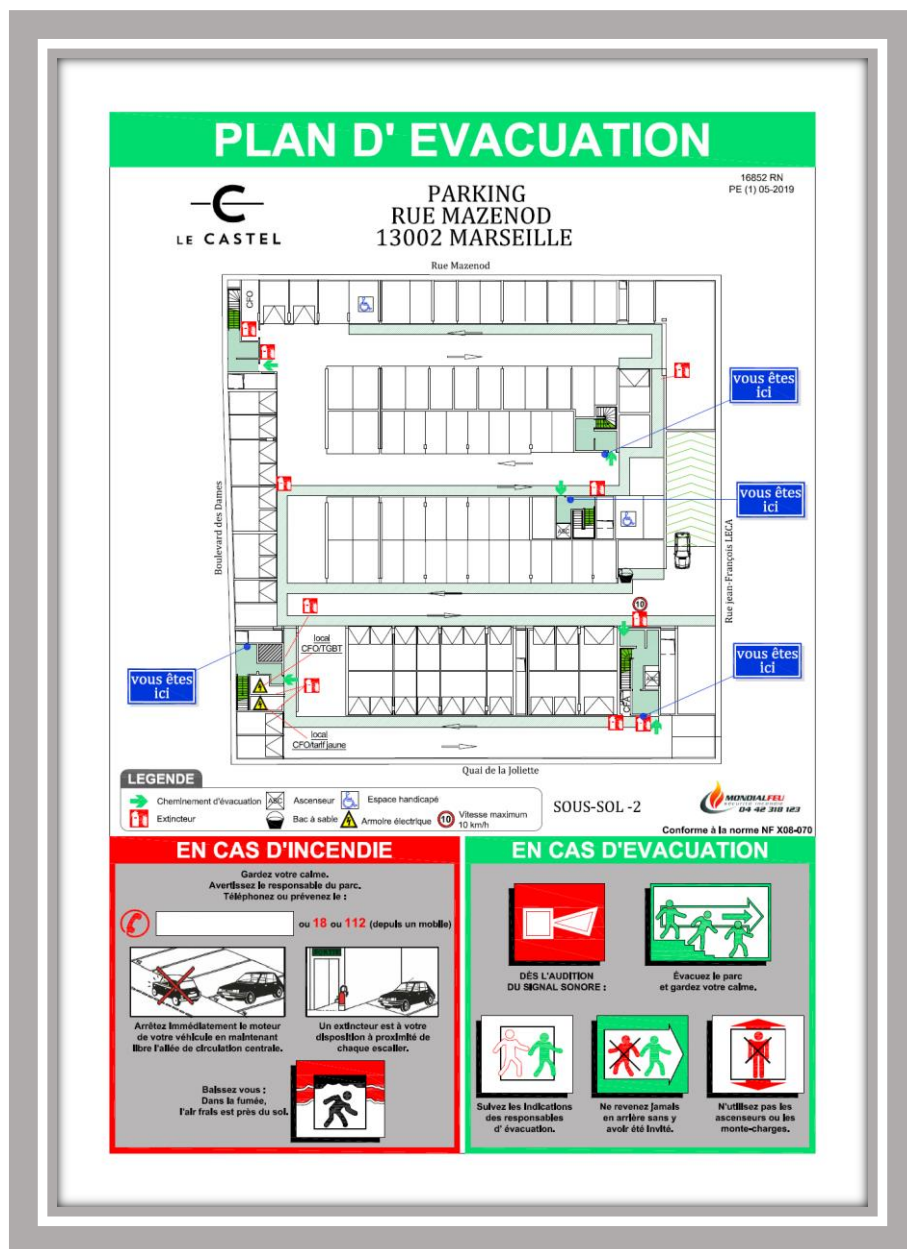 PLAN D' EVACUATION
16852 RN
PE (1) 05-2019
C
LE CASTEL
PARKING
RUE MAZENOD
13002 MARSEILLE
Rue Mazenod
CFO
vous êtes
ici
vous êtes
ici
Boulevard des Dames
Rue jean-François LECA
ASC
10
local
CFO/TGBT
vous êtes
ici
vous êtes
ici
ASC
CFA
local
CFO/tarif jaune
Quai de la Joliette
LEGENDE
Cheminement d'évacuation
ASC
Ascenseur
Espace handicapé
Extincteur
Bac à sable
Armoire électrique
10
Vitesse maximum
10 km/h
SOUS-SOL -2
MONDIALFEU
SÉCURITÉ INCENDIE
04 42 318 123
Conforme à la norme NF X08-070
EN CAS D'INCENDIE
Gardez votre calme.
Avertissez le responsable du parc.
Téléphonez ou prévenez le :
ou 18 ou 112 (depuis un mobile)
Arrêtez immédiatement le moteur
de votre véhicule en maintenant
libre l'allée de circulation centrale.
Un extincteur est à votre
disposition à proximité de
chaque escalier.
Baissez vous ;
Dans la fumée,
l'air frais est près du sol.
EN CAS D'EVACUATION
DÈS L'AUDITION
DU SIGNAL SONORE :
Évacuez le parc
et gardez votre calme.
Suivez les indications
des responsables
d' évacuation.
Ne revenez jamais
en arrière sans y
avoir été invité.
N'utilisez pas les
ascenseurs ou les
monte-charges.